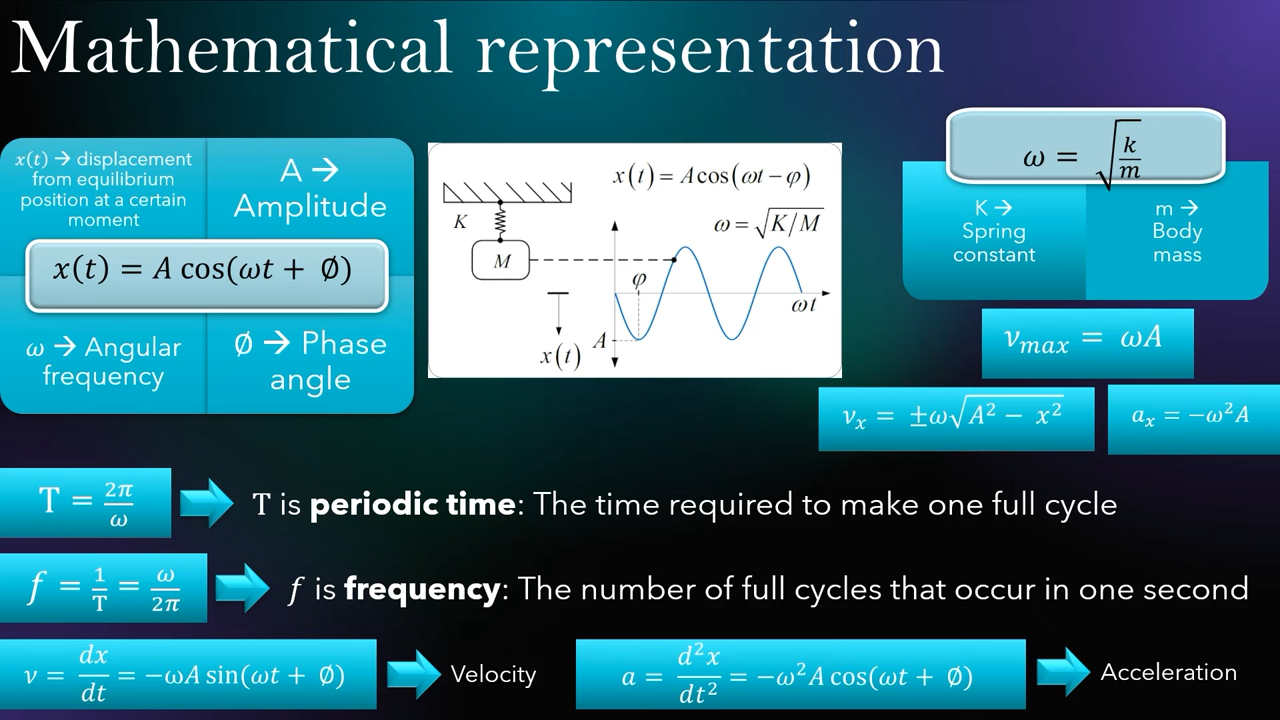 Mathematical representation
x(t) → displacement
from equilibrium
position at a certain
moment
A →
Amplitude
x(t) = A cos(ωt + ∅)
ω → Angular
frequency
∅ → Phase
angle
x(t) = A cos(ωt − φ)
ω = √K/M
K
M
φ
ωt
A
x(t)
ω = √k/m
K →
Spring
constant
m →
Body
mass
v_max = ωA
v_x = ±ω√A² − x²
a_x = −ω²A
T = 2π/ω
T is periodic time: The time required to make one full cycle
f = 1/T = ω/2π
f is frequency: The number of full cycles that occur in one second
v = dx/dt = −ωA sin(ωt + ∅)
Velocity
a = d²x/dt² = −ω²A cos(ωt + ∅)
Acceleration